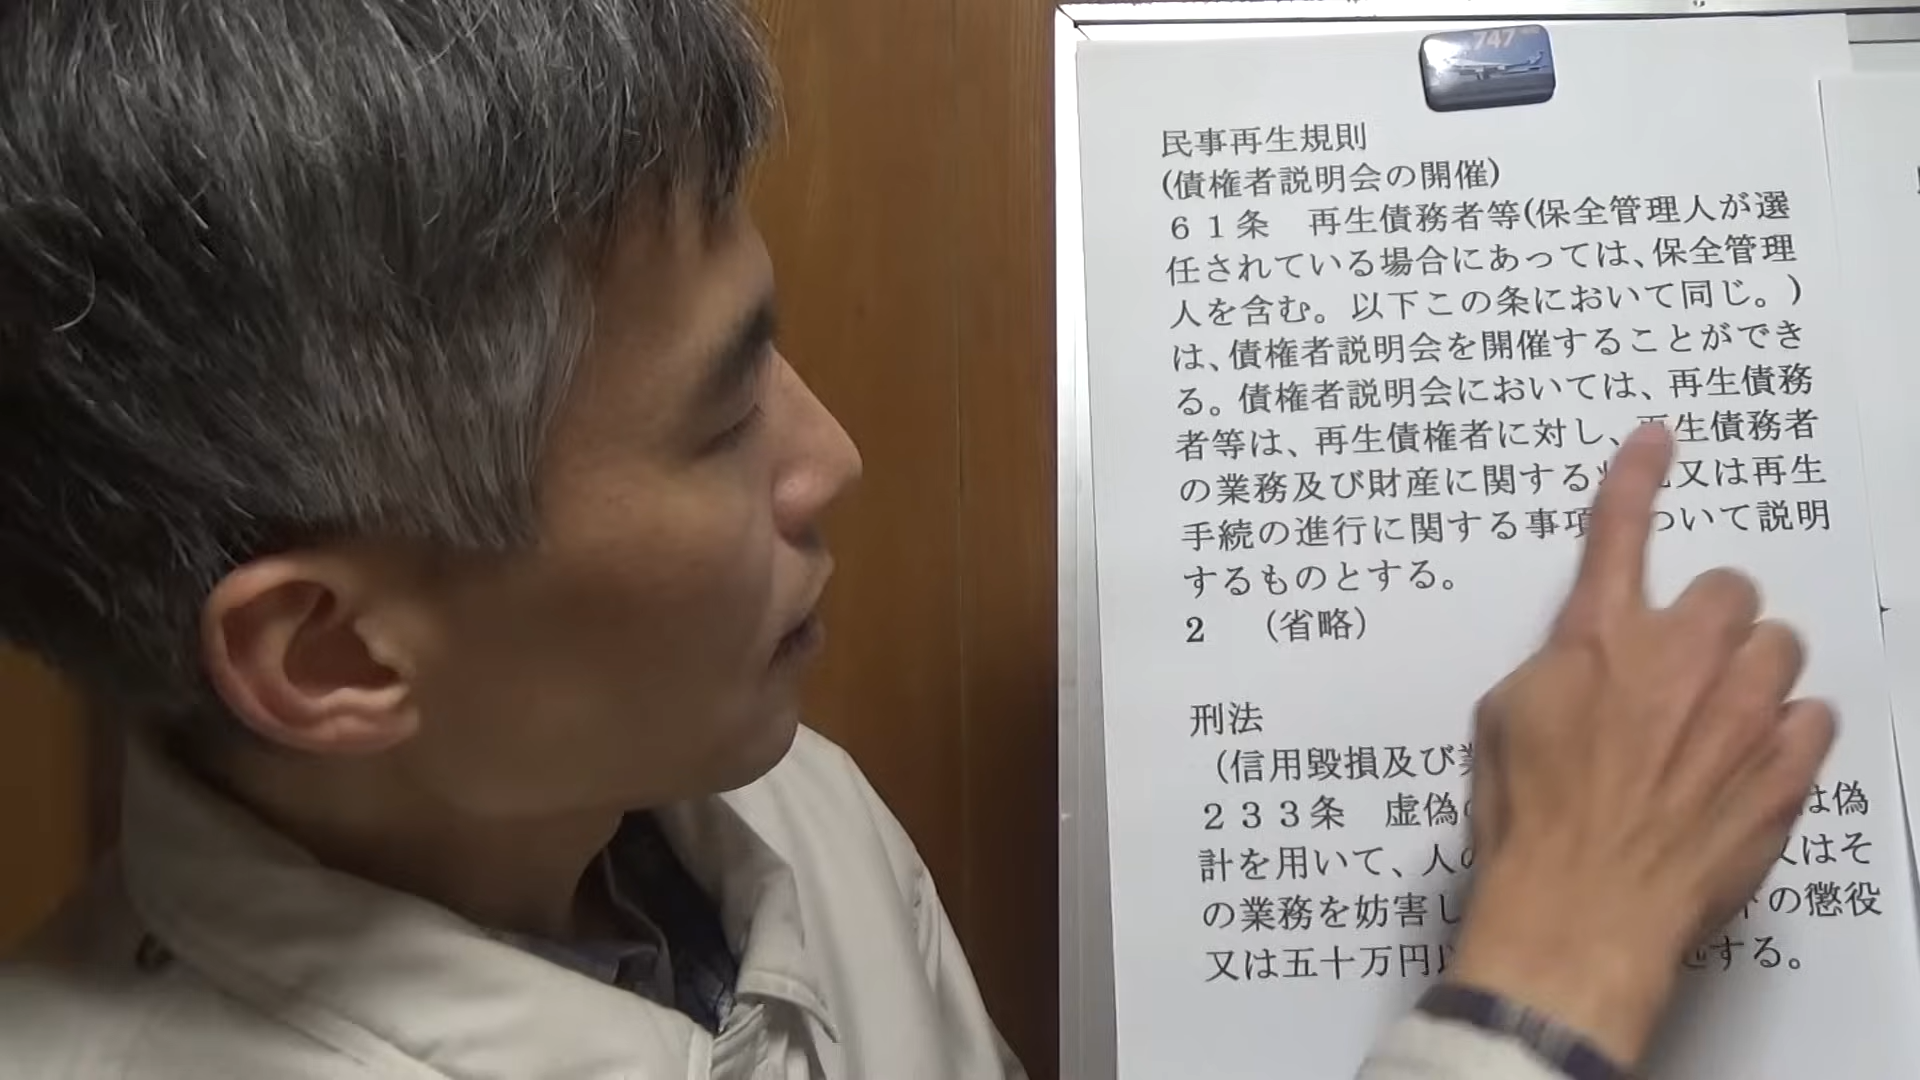 747
民事再生規則
(債権者説明会の開催)
６１条　再生債務者等(保全管理人が選
任されている場合にあっては、保全管理
人を含む。以下この条において同じ。)
は、債権者説明会を開催することができ
る。債権者説明会においては、再生債務
者等は、再生債権者に対し、再生債務者
の業務及び財産に関する 又は再生
手続の進行に関する事項 ついて説明
するものとする。
2　（省略）
刑法
（信用毀損及び
２３３条　虚偽 は偽
計を用いて、人の 又はそ
の業務を妨害し の懲役
又は五十万円以 する。